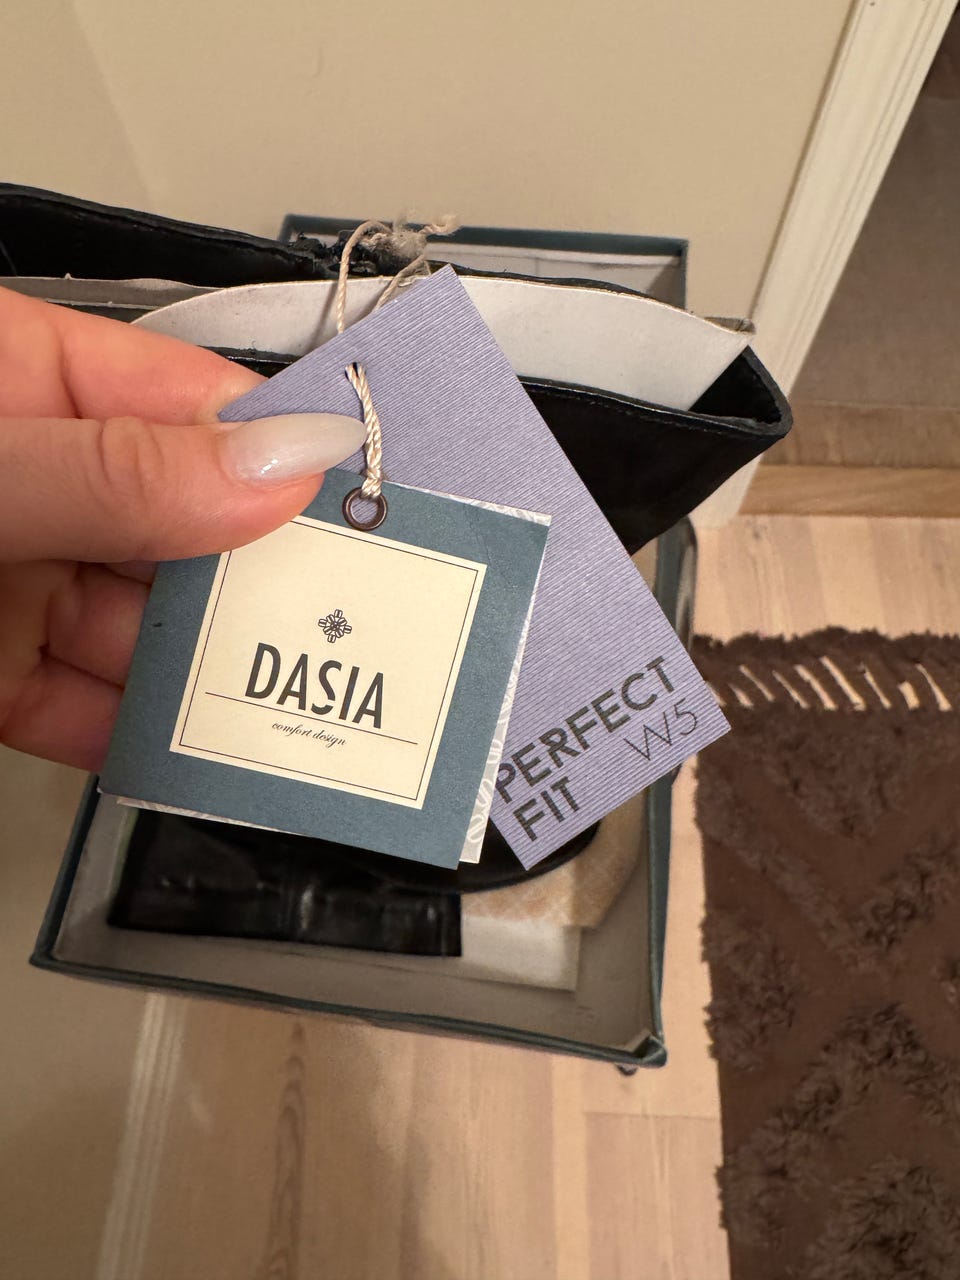 DASIA
comfort design
PERFECT
FIT W5